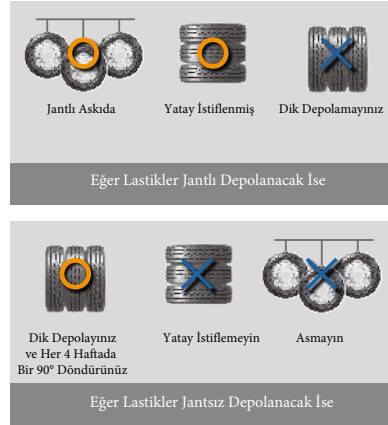 Jantlı Askıda
Yatay İstiflenmiş
Dik Depolamayınız
Eğer Lastikler Jantlı Depolanacak İse
Dik Depolayınız
ve Her 4 Haftada
Bir 90° Döndürünüz
Yatay İstiflemeyin
Asmayın
Eğer Lastikler Jantsız Depolanacak İse